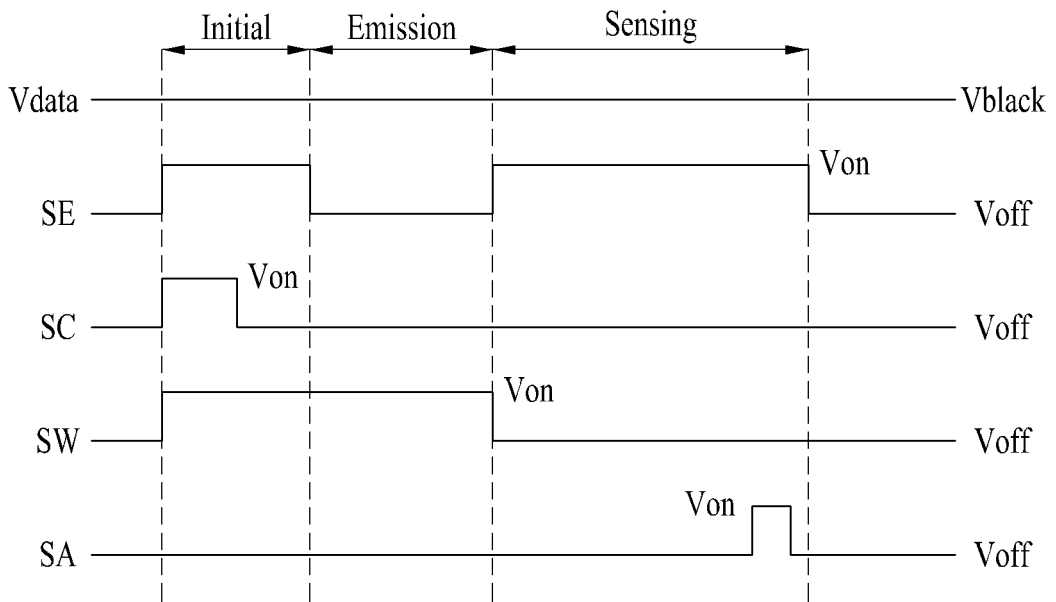 Initial Emission Sensing
Vdata Vblack
SE Von Voff
SC Von Voff
SW Von Voff
SA Von Voff